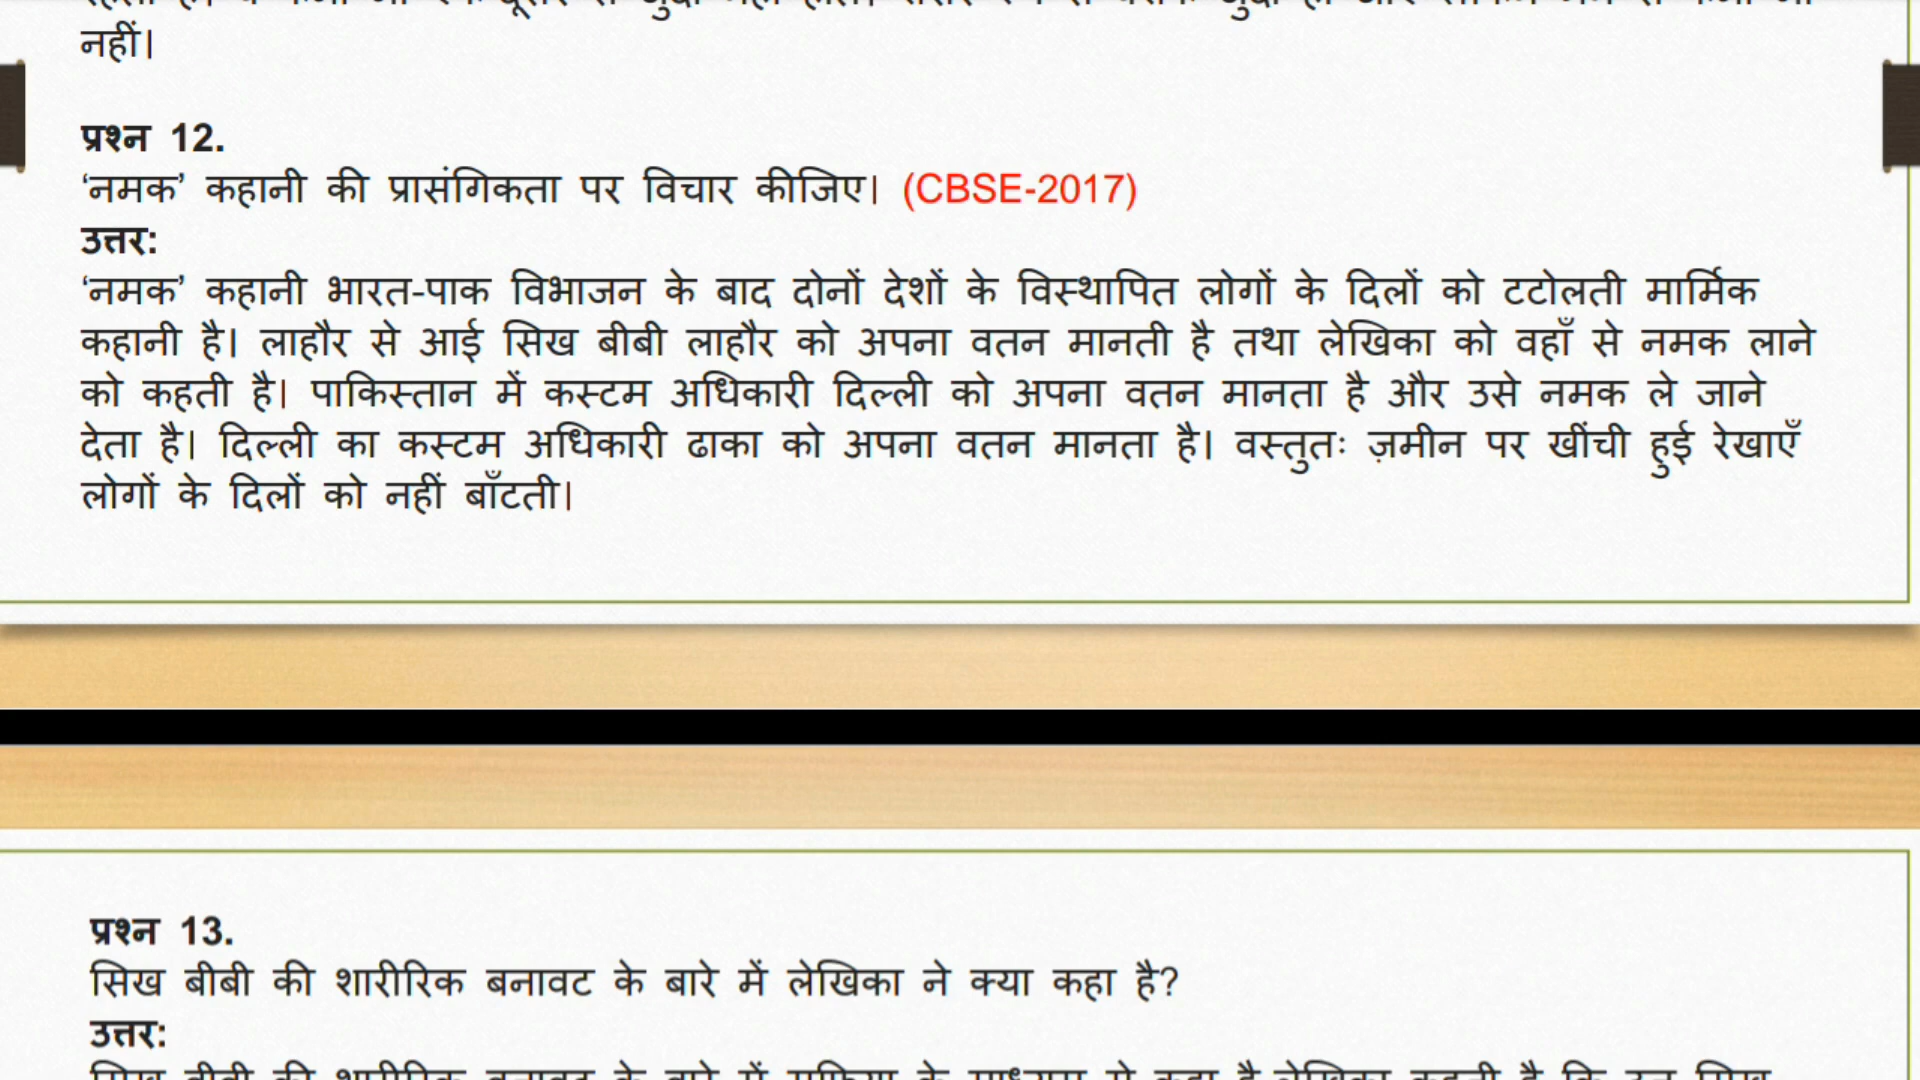 नहीं।
प्रश्न 12.
‘नमक’ कहानी की प्रासंगिकता पर विचार कीजिए। (CBSE-2017)
उत्तर:
‘नमक’ कहानी भारत-पाक विभाजन के बाद दोनों देशों के विस्थापित लोगों के दिलों को टटोलती मार्मिक
कहानी है। लाहौर से आई सिख बीबी लाहौर को अपना वतन मानती है तथा लेखिका को वहाँ से नमक लाने
को कहती है। पाकिस्तान में कस्टम अधिकारी दिल्ली को अपना वतन मानता है और उसे नमक ले जाने
देता है। दिल्ली का कस्टम अधिकारी ढाका को अपना वतन मानता है। वस्तुतः ज़मीन पर खींची हुई रेखाएँ
लोगों के दिलों को नहीं बाँटती।
प्रश्न 13.
सिख बीबी की शारीरिक बनावट के बारे में लेखिका ने क्या कहा है?
उत्तर: